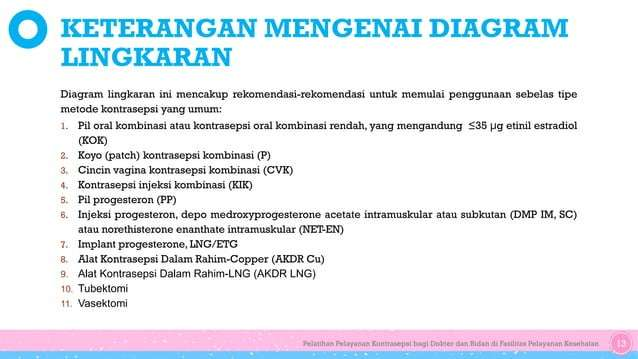 KETERANGAN MENGENAI DIAGRAM
LINGKARAN
Diagram lingkaran ini mencakup rekomendasi-rekomendasi untuk memulai penggunaan sebelas tipe
metode kontrasepsi yang umum:
1. Pil oral kombinasi atau kontrasepsi oral kombinasi rendah, yang mengandung ≤35 μg etinil estradiol
(KOK)
2. Koyo (patch) kontrasepsi kombinasi (P)
3. Cincin vagina kontrasepsi kombinasi (CVK)
4. Kontrasepsi injeksi kombinasi (KIK)
5. Pil progesteron (PP)
6. Injeksi progesteron, depo medroxyprogesterone acetate intramuskular atau subkutan (DMP IM, SC)
atau norethisterone enanthate intramuskular (NET-EN)
7. Implant progesterone, LNG/ETG
8. Alat Kontrasepsi Dalam Rahim-Copper (AKDR Cu)
9. Alat Kontrasepsi Dalam Rahim-LNG (AKDR LNG)
10. Tubektomi
11. Vasektomi
Pelatihan Pelayanan Kontrasepsi bagi Dokter dan Bidan di Fasilitas Pelayanan Kesehatan 13